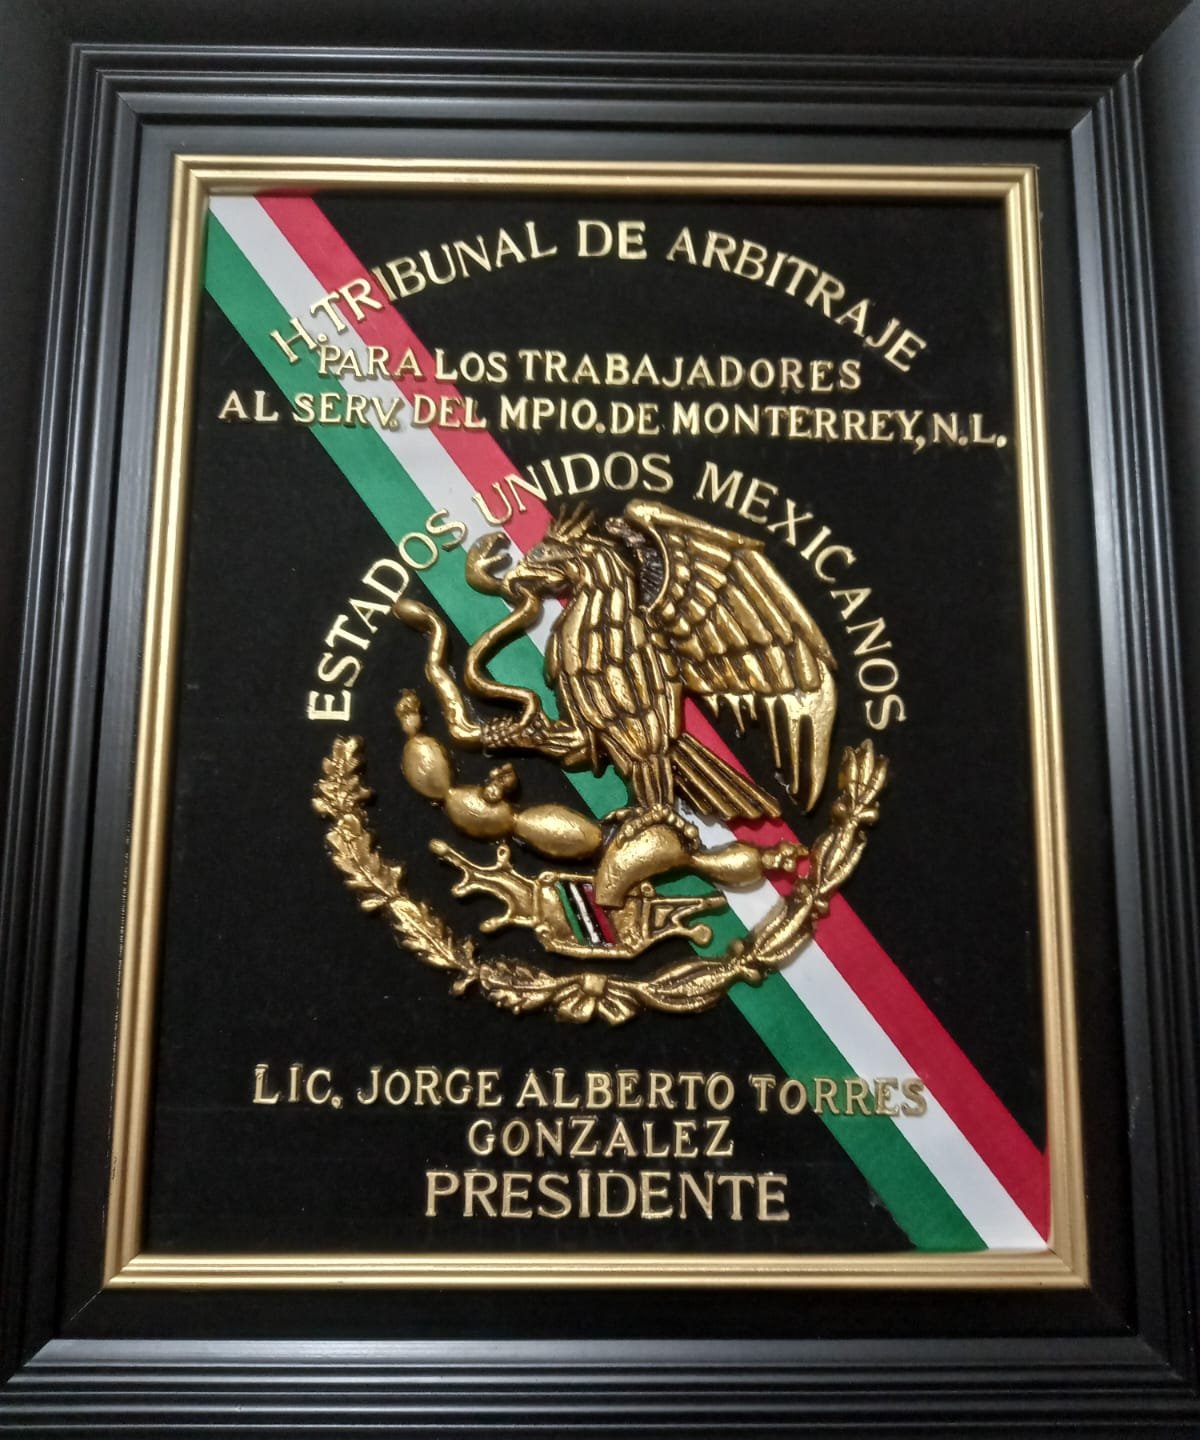 H. TRIBUNAL DE ARBITRAJE
PARA LOS TRABAJADORES
AL SERV. DEL MPIO. DE MONTERREY, N.L.
ESTADOS UNIDOS MEXICANOS
LIC. JORGE ALBERTO TORRES
GONZALEZ
PRESIDENTE